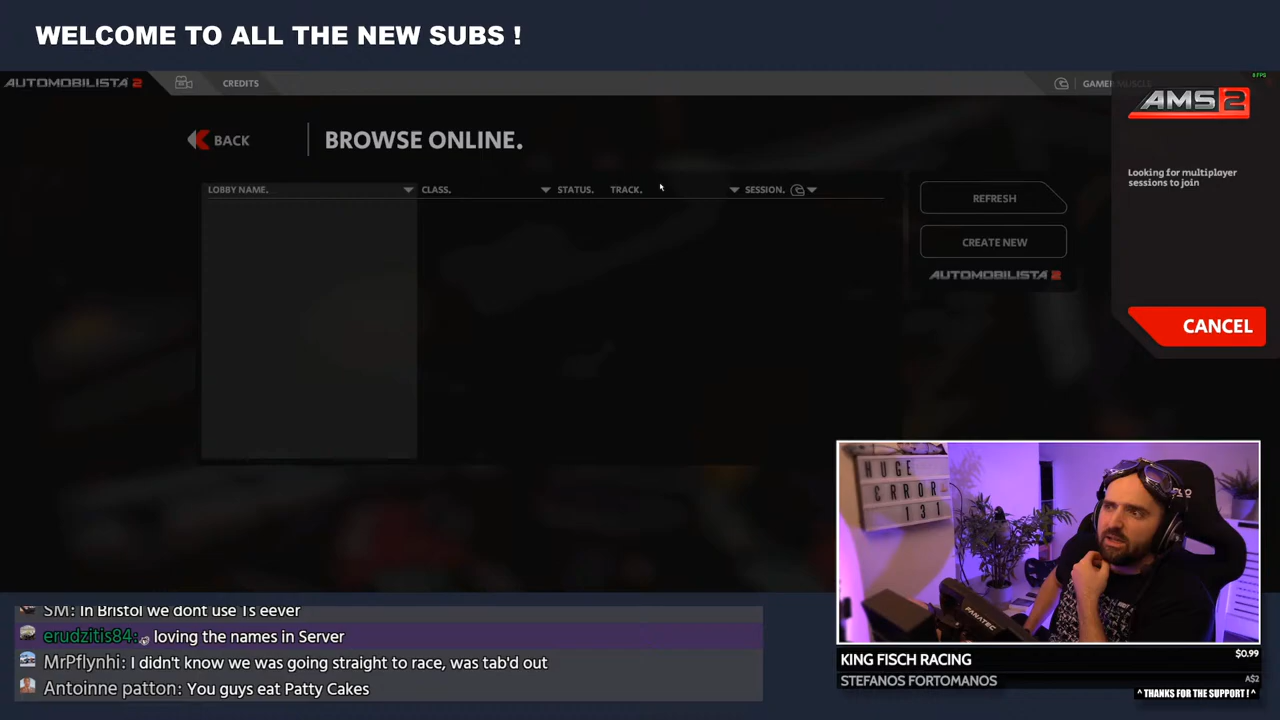 WELCOME TO ALL THE NEW SUBS !
AUTOMOBILISTA 2
CREDITS
GAMER MUSCLE
BACK
BROWSE ONLINE.
LOBBY NAME.
CLASS.
STATUS.
TRACK.
SESSION.
REFRESH
CREATE NEW
AUTOMOBILISTA 2
AMS2
Looking for multiplayer
sessions to join
CANCEL
HUGE
ERROR
131
FANATEC
SM: In Bristol we dont use Ts eever
erudzitis84: loving the names in Server
MrPflynhi: I didn't know we was going straight to race, was tab'd out
Antoinne patton: You guys eat Patty Cakes
KING FISCH RACING
$0.99
STEFANOS FORTOMANOS
A$2
^ THANKS FOR THE SUPPORT ! ^